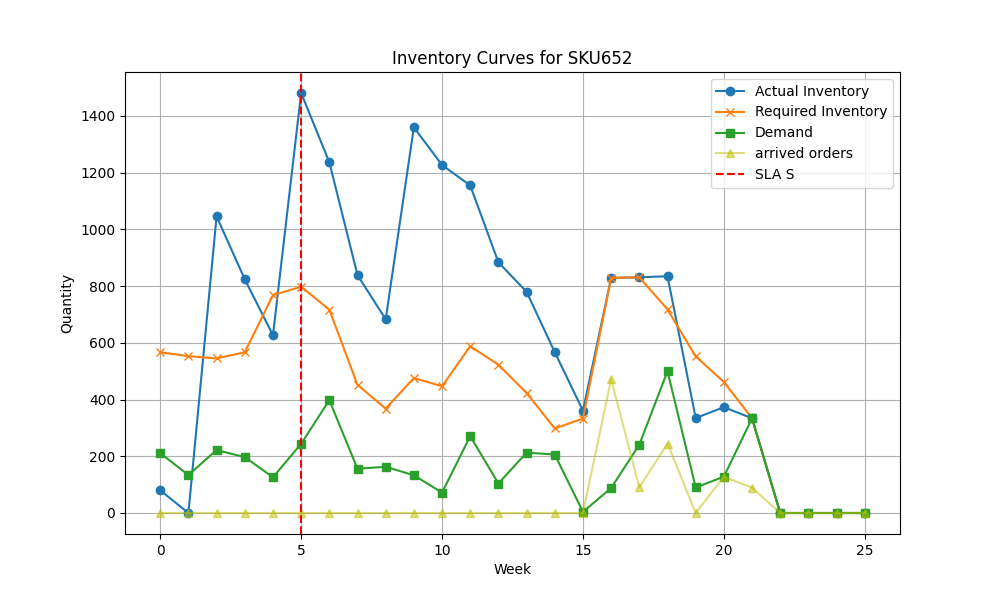 Inventory Curves for SKU652
Actual Inventory
Required Inventory
Demand
arrived orders
SLA S
1400
1200
1000
800
600
400
200
0
Quantity
0 5 10 15 20 25
Week